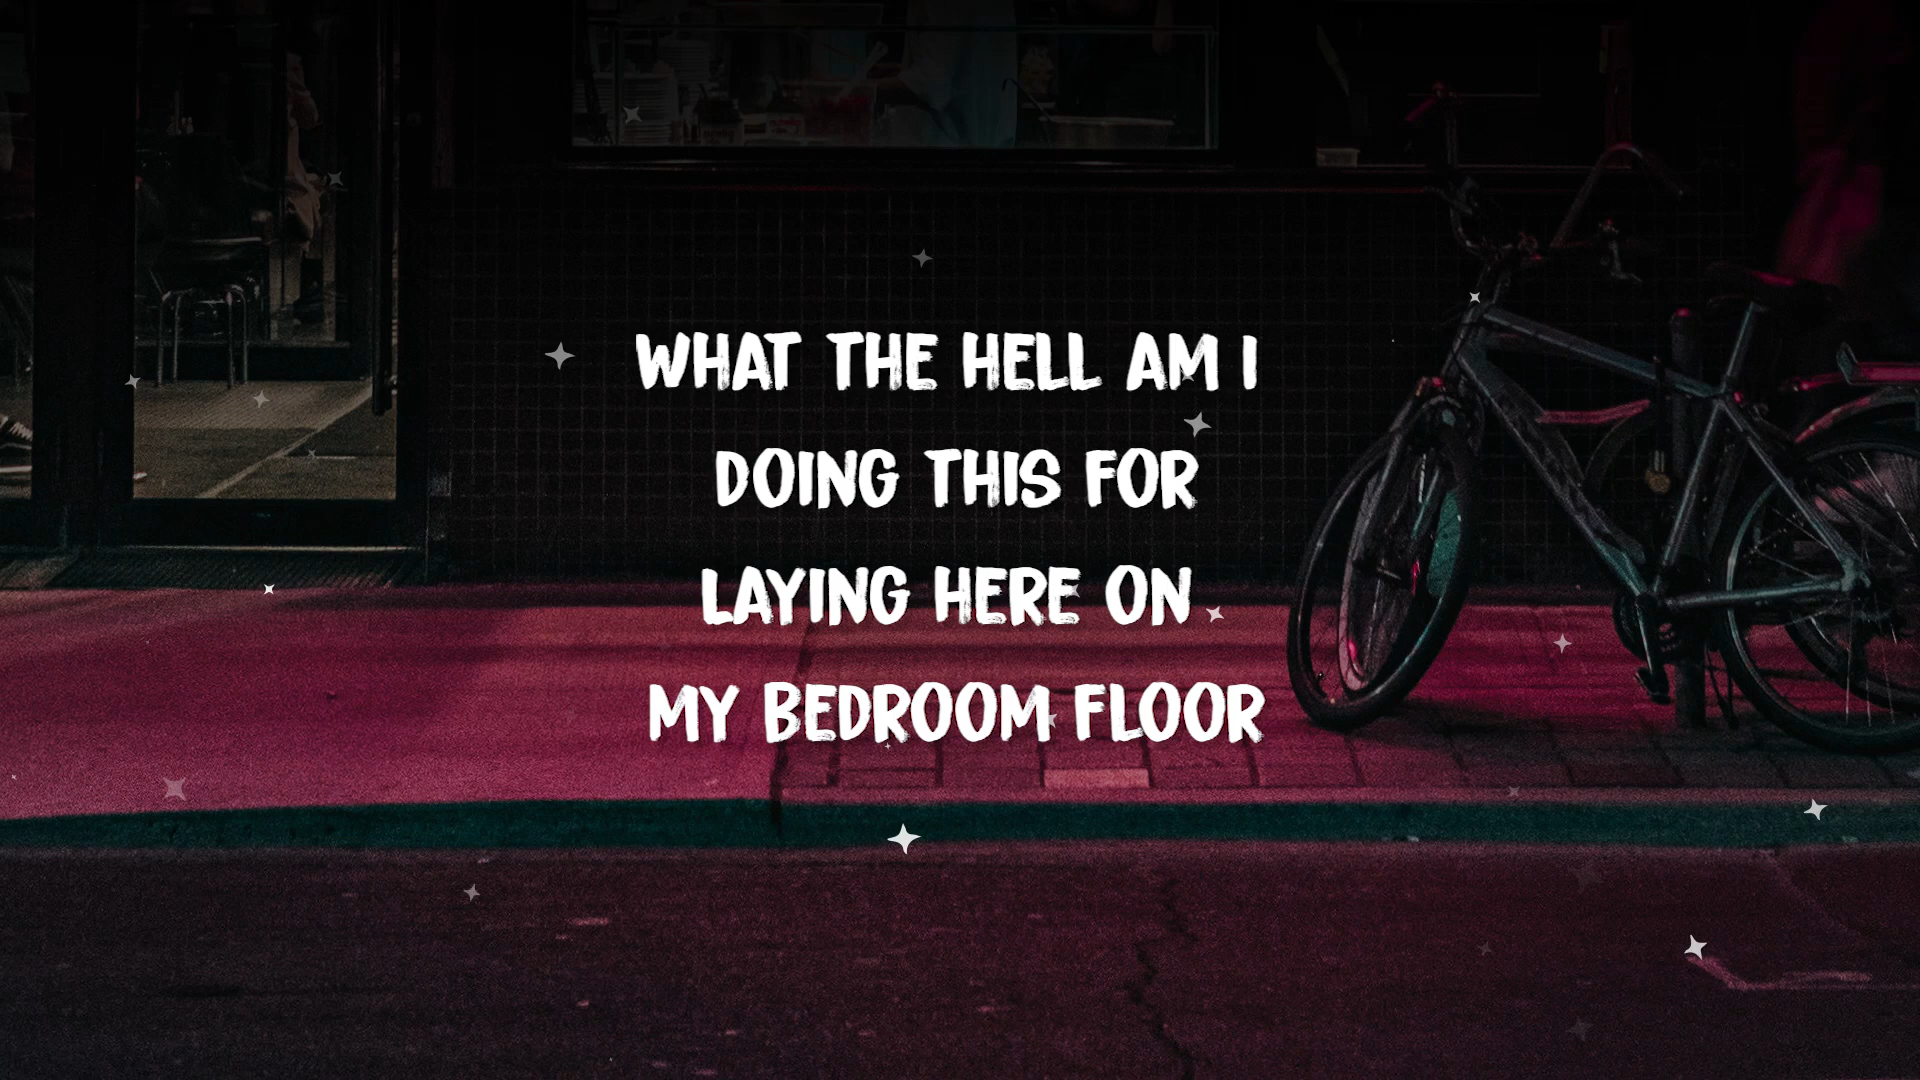 WHAT THE HELL AM I
DOING THIS FOR
LAYING HERE ON
MY BEDROOM FLOOR